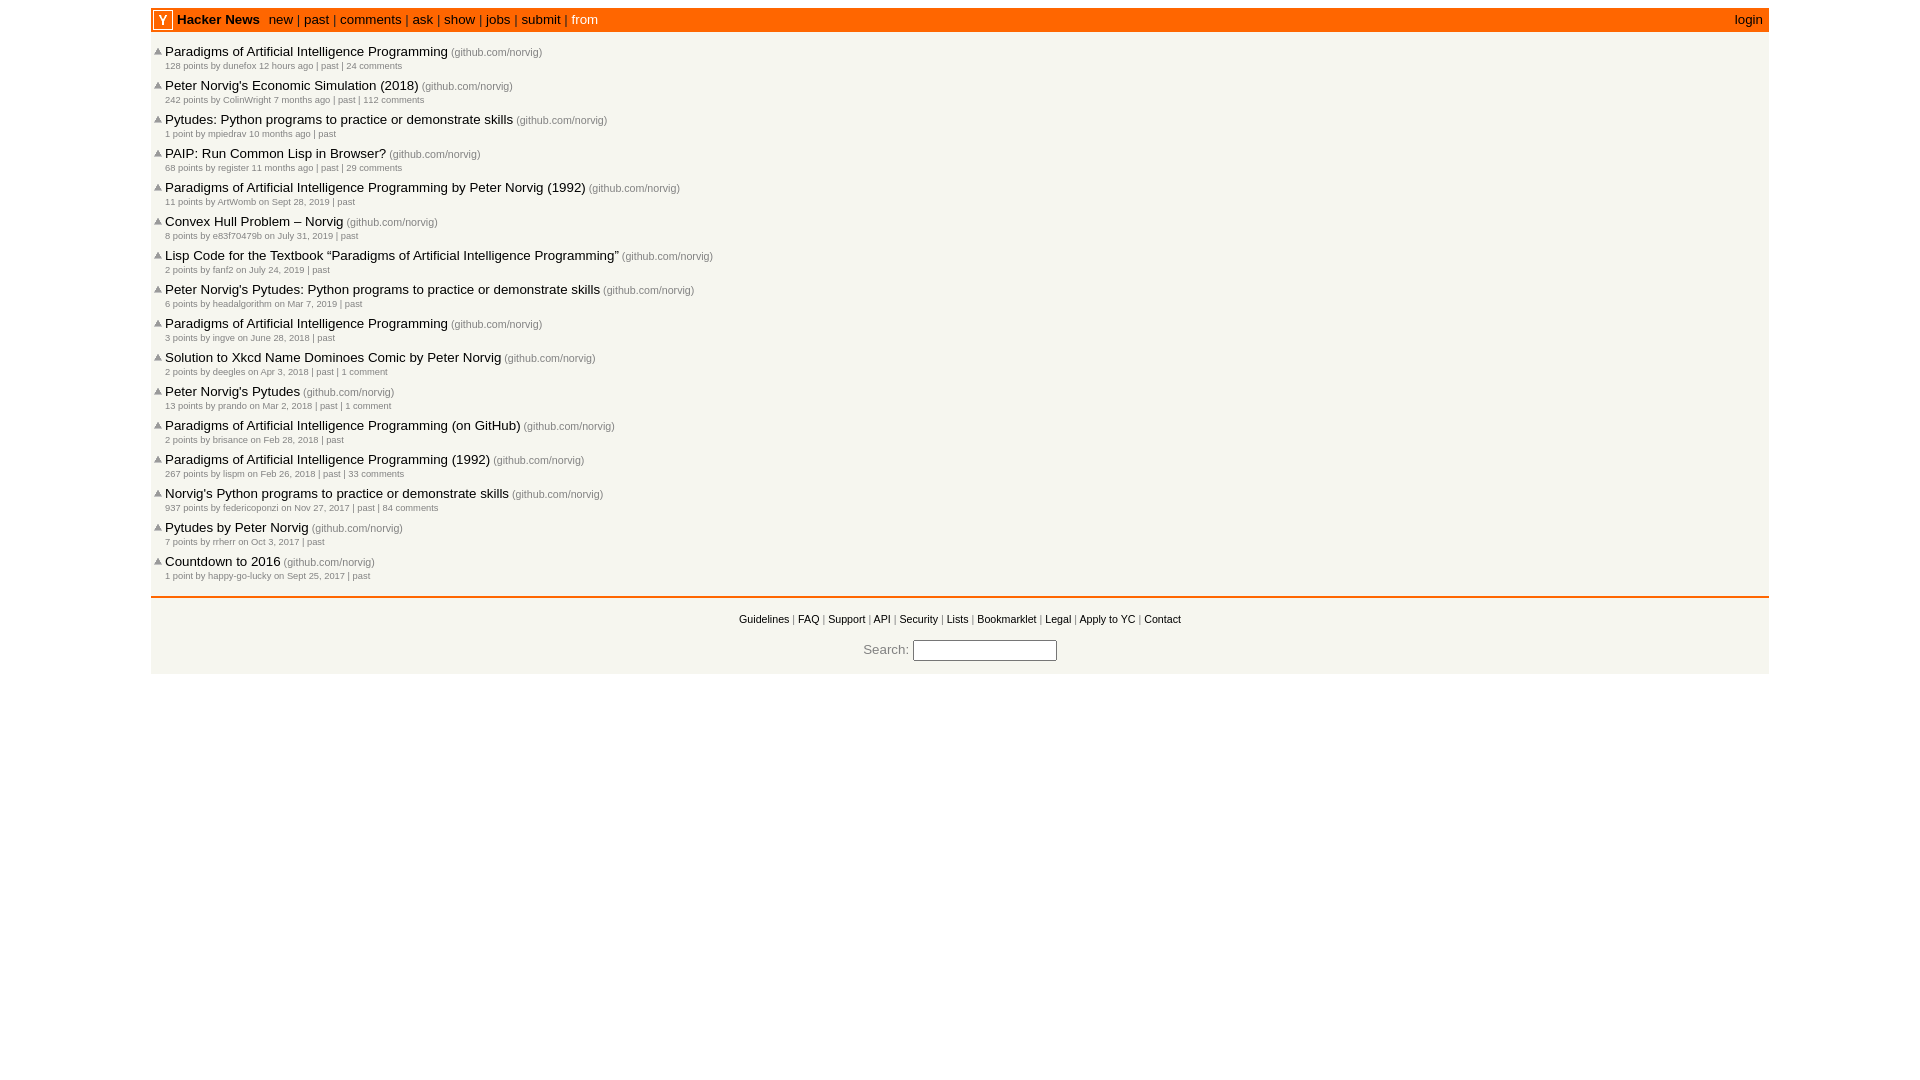 Y Hacker News new | past | comments | ask | show | jobs | submit | from login
Paradigms of Artificial Intelligence Programming (github.com/norvig)
128 points by dunefox 12 hours ago | past | 24 comments
Peter Norvig's Economic Simulation (2018) (github.com/norvig)
242 points by ColinWright 7 months ago | past | 112 comments
Pytudes: Python programs to practice or demonstrate skills (github.com/norvig)
1 point by mpiedrav 10 months ago | past
PAIP: Run Common Lisp in Browser? (github.com/norvig)
68 points by register 11 months ago | past | 29 comments
Paradigms of Artificial Intelligence Programming by Peter Norvig (1992) (github.com/norvig)
11 points by ArtWomb on Sept 28, 2019 | past
Convex Hull Problem – Norvig (github.com/norvig)
8 points by e83f70479b on July 31, 2019 | past
Lisp Code for the Textbook “Paradigms of Artificial Intelligence Programming” (github.com/norvig)
2 points by fanf2 on July 24, 2019 | past
Peter Norvig's Pytudes: Python programs to practice or demonstrate skills (github.com/norvig)
6 points by headalgorithm on Mar 7, 2019 | past
Paradigms of Artificial Intelligence Programming (github.com/norvig)
3 points by ingve on June 28, 2018 | past
Solution to Xkcd Name Dominoes Comic by Peter Norvig (github.com/norvig)
2 points by deegles on Apr 3, 2018 | past | 1 comment
Peter Norvig's Pytudes (github.com/norvig)
13 points by prando on Mar 2, 2018 | past | 1 comment
Paradigms of Artificial Intelligence Programming (on GitHub) (github.com/norvig)
2 points by brisance on Feb 28, 2018 | past
Paradigms of Artificial Intelligence Programming (1992) (github.com/norvig)
267 points by lispm on Feb 26, 2018 | past | 33 comments
Norvig's Python programs to practice or demonstrate skills (github.com/norvig)
937 points by federicoponzi on Nov 27, 2017 | past | 84 comments
Pytudes by Peter Norvig (github.com/norvig)
7 points by rrherr on Oct 3, 2017 | past
Countdown to 2016 (github.com/norvig)
1 point by happy-go-lucky on Sept 25, 2017 | past
Guidelines | FAQ | Support | API | Security | Lists | Bookmarklet | Legal | Apply to YC | Contact
Search: